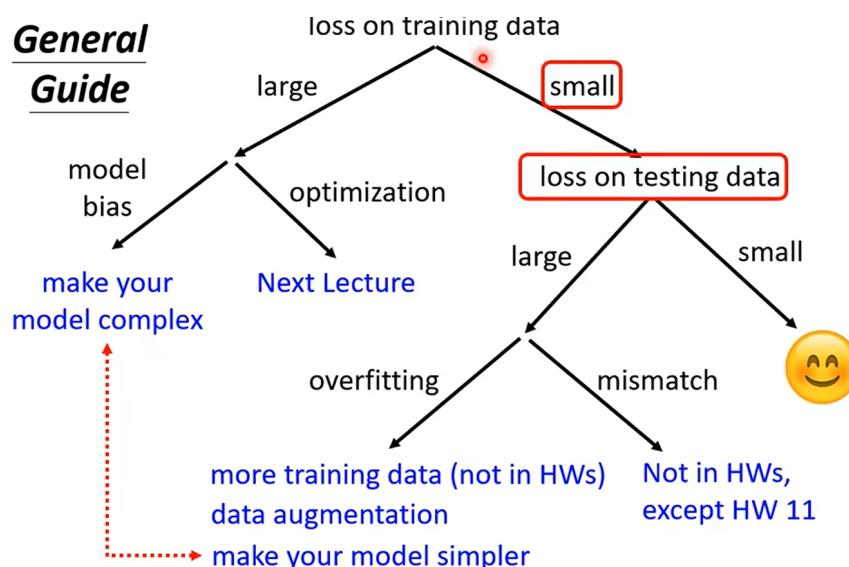 General
Guide
loss on training data
large
small
model
bias
optimization
loss on testing data
make your
model complex
Next Lecture
large
small
overfitting
mismatch
more training data (not in HWs)
data augmentation
make your model simpler
Not in HWs,
except HW 11